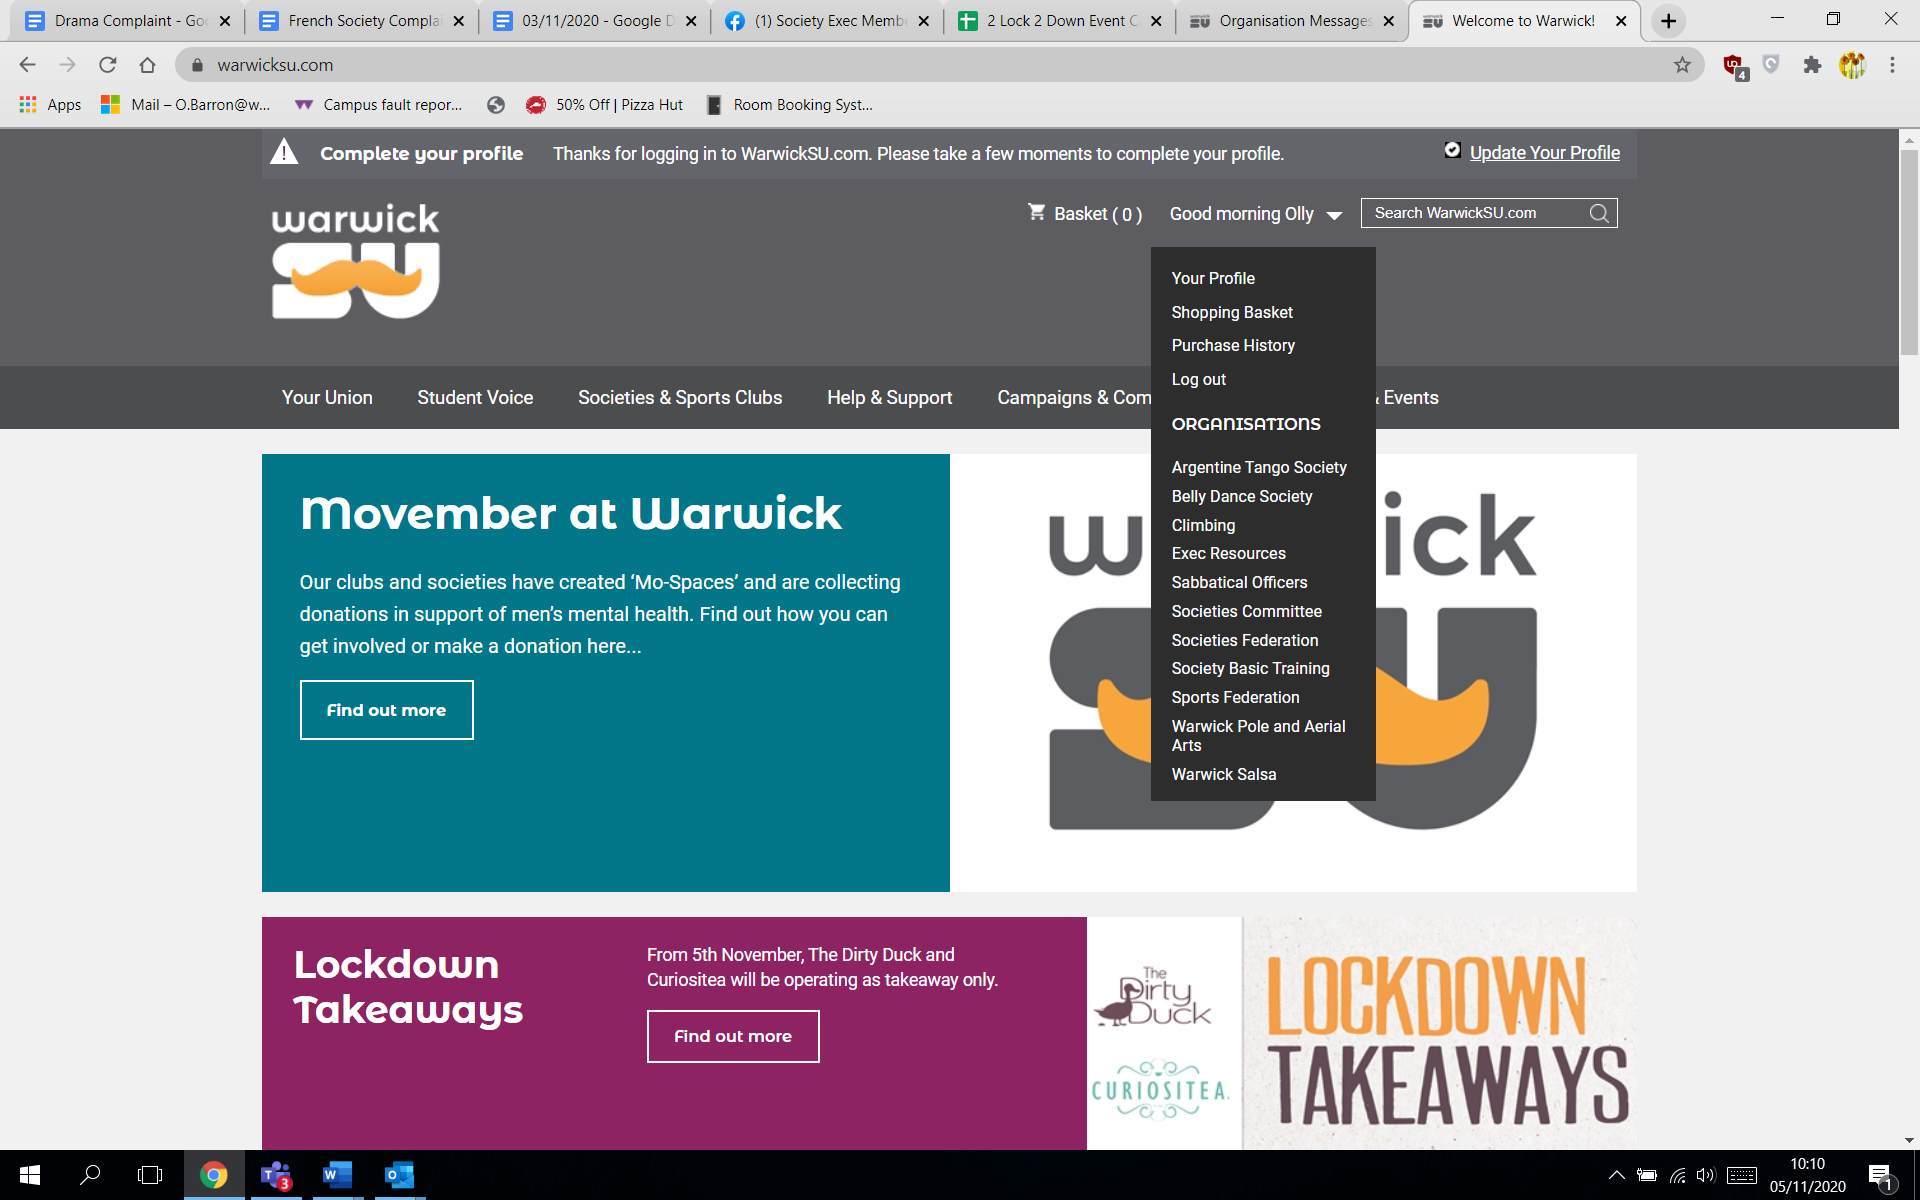 Drama Complaint - Go
French Society Compla
03/11/2020 - Google D
(1) Society Exec Memb
2 Lock 2 Down Event C
Organisation Messages
Welcome to Warwick!
warwicksu.com
4
Apps
Mail – O.Barron@w...
Campus fault repor...
50% Off | Pizza Hut
Room Booking Syst...
Complete your profile
Thanks for logging in to WarwickSU.com. Please take a few moments to complete your profile.
Update Your Profile
warwick
SU
Basket ( 0 )
Good morning Olly
Search WarwickSU.com
Your Profile
Shopping Basket
Purchase History
Log out
ORGANISATIONS
Argentine Tango Society
Belly Dance Society
Climbing
Exec Resources
Sabbatical Officers
Societies Committee
Societies Federation
Society Basic Training
Sports Federation
Warwick Pole and Aerial
Arts
Warwick Salsa
Your Union
Student Voice
Societies & Sports Clubs
Help & Support
Campaigns & Com
& Events
Movember at Warwick
Our clubs and societies have created ‘Mo-Spaces’ and are collecting
donations in support of men’s mental health. Find out how you can
get involved or make a donation here...
Find out more
w
ick
SU
Lockdown
Takeaways
From 5th November, The Dirty Duck and
Curiositea will be operating as takeaway only.
Find out more
The
Dirty
Duck
CURIOSITEA.
LOCKDOWN
TAKEAWAYS
3
10:10
05/11/2020
1